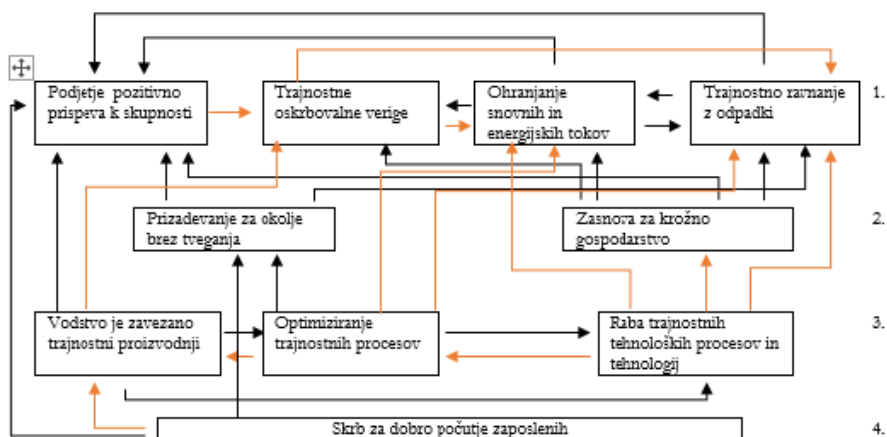 Podjetje pozitivno
prispeva k skupnosti
Trajnostne
oskrbovalne verige
Ohranjanje
snovnih in
energijskih tokov
Trajnostno ravnanje
z odpadki
1.
Prizadevanje za okolje
brez tveganja
Zasnova za krožno
gospodarstvo
2.
Vodstvo je zavezano
trajnostni proizvodnji
Optimiziranje
trajnostnih procesov
Raba trajnostnih
tehnoloških procesov in
tehnologij
3.
Skrb za dobro počutje zaposlenih
4.